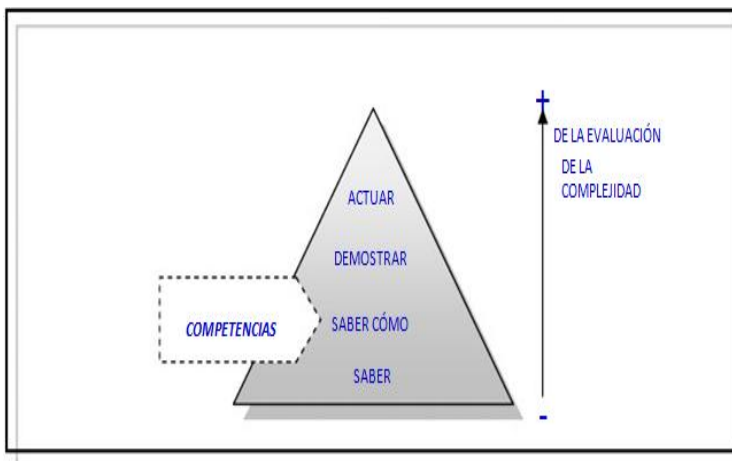 +
DE LA EVALUACIÓN
DE LA
COMPLEJIDAD
ACTUAR
DEMOSTRAR
COMPETENCIAS
SABER CÓMO
SABER
-